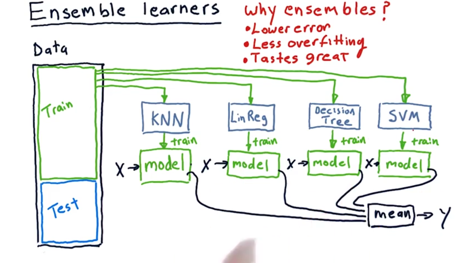 Ensemble learners
Why ensembles?
• Lower error
• Less overfitting
• Tastes great
Data
Train
Test
KNN
LinReg
Decision
Tree
SVM
train
train
train
train
X
model
X
model
X
model
X
model
mean
Y